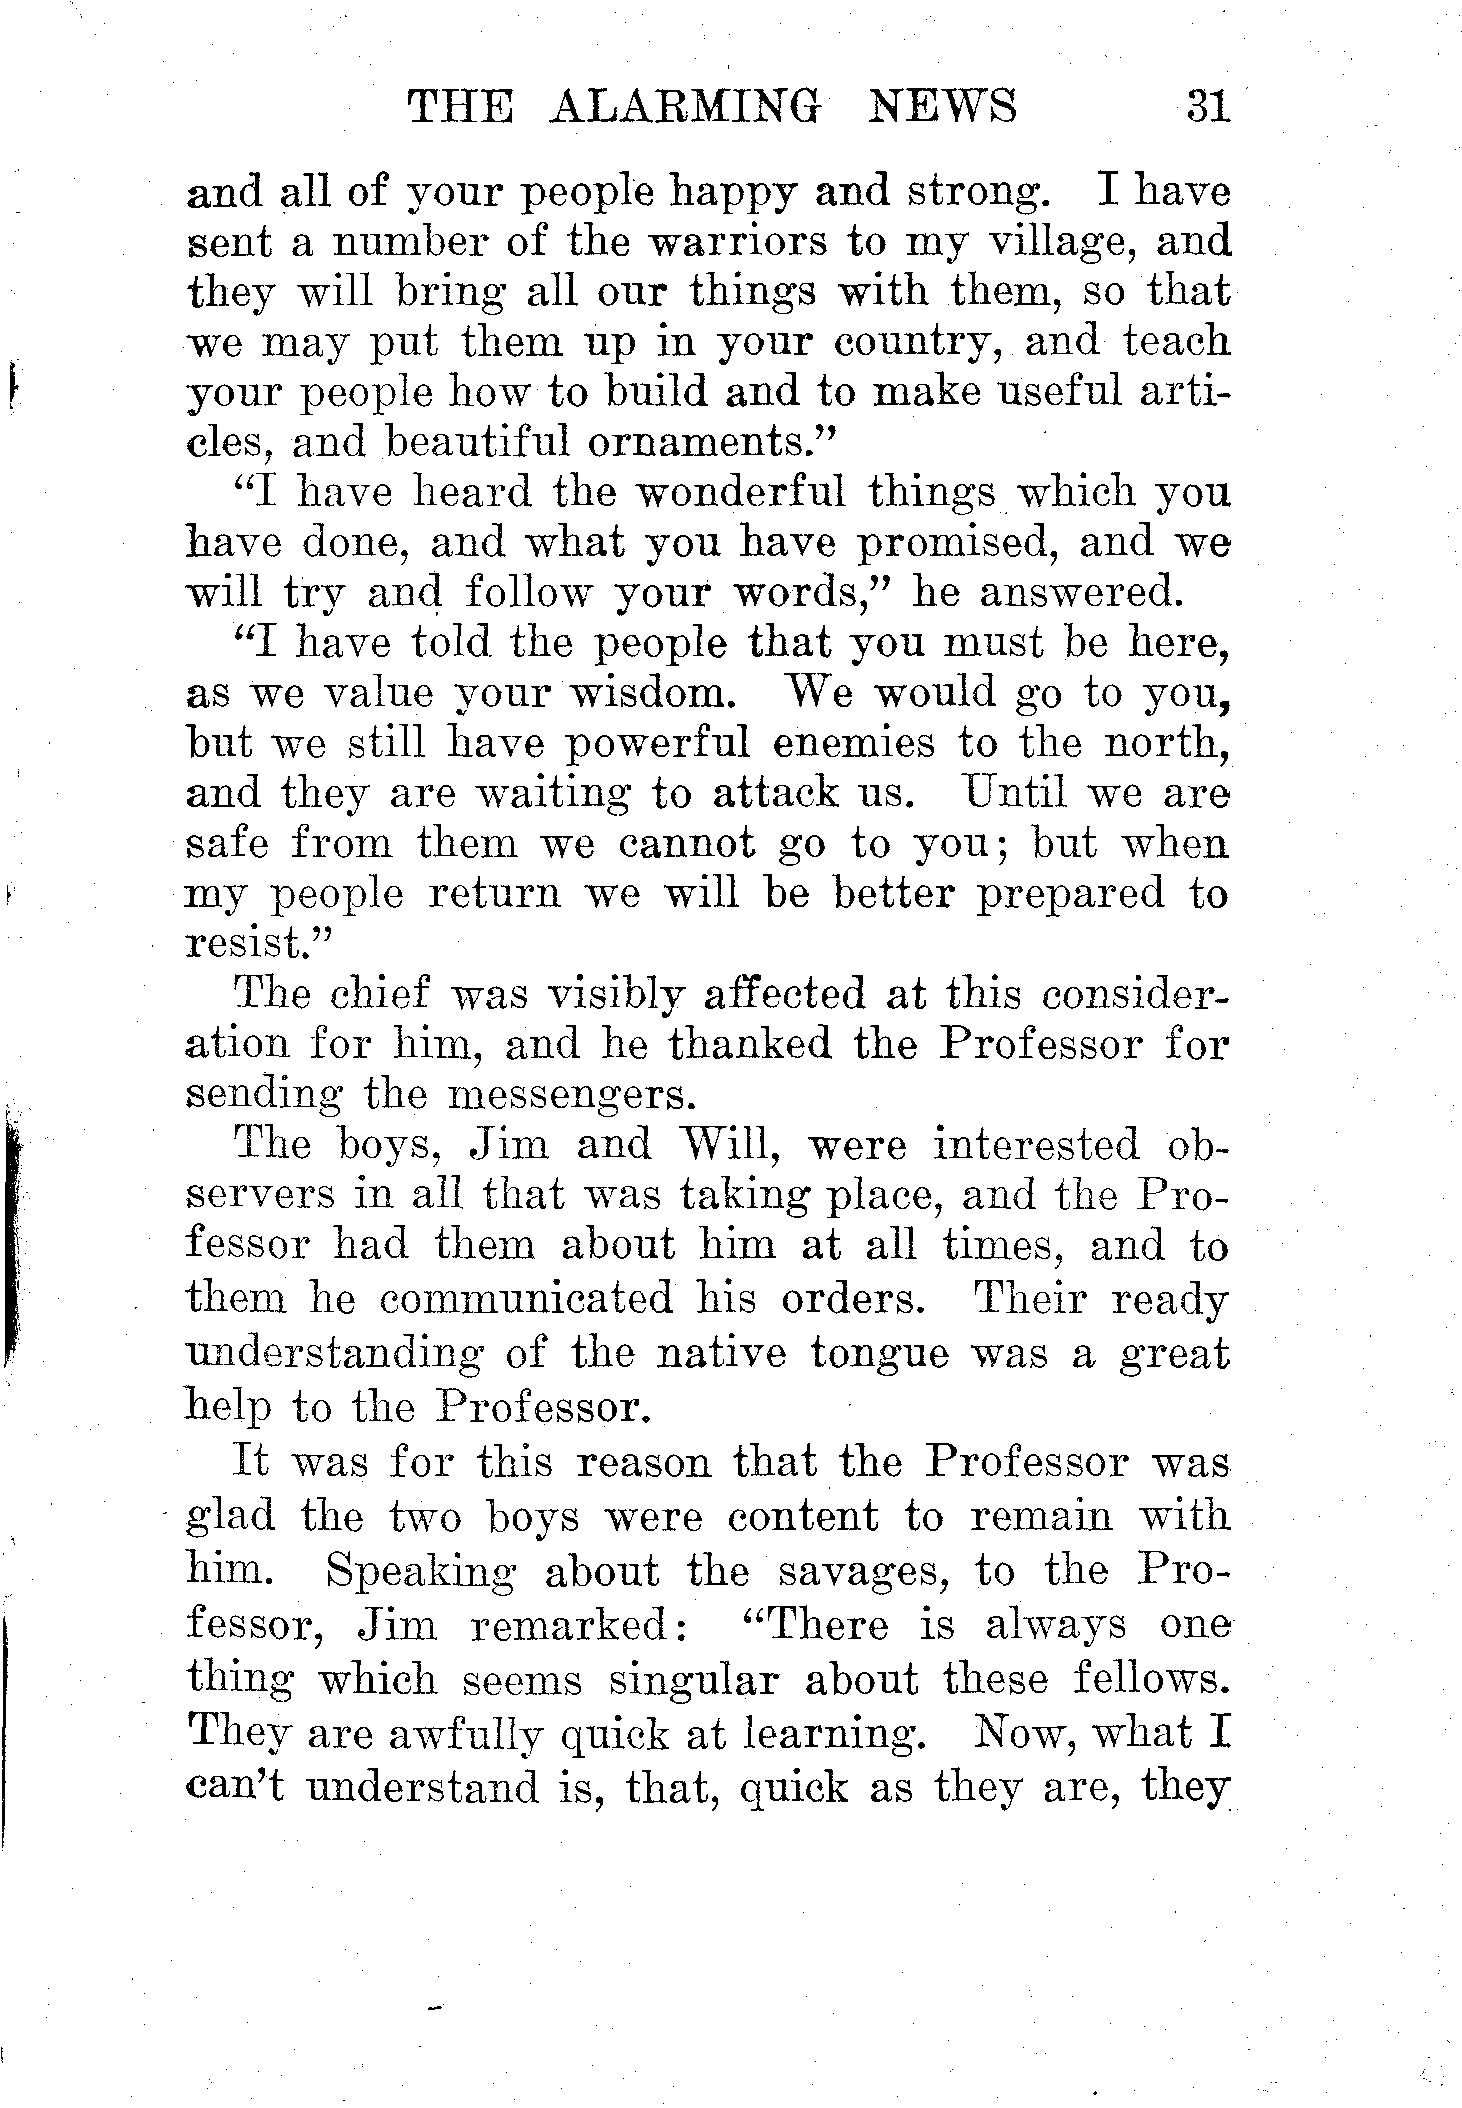 THE ALARMING NEWS 31
and all of your people happy and strong. I have
sent a number of the warriors to my village, and
they will bring all our things with them, so that
we may put them up in your country, and teach
your people how to build and to make useful arti-
cles, and beautiful ornaments.”
“I have heard the wonderful things which you
have done, and what you have promised, and we
will try and follow your words,” he answered.
“I have told the people that you must be here,
as we value your wisdom. We would go to you,
but we still have powerful enemies to the north,
and they are waiting to attack us. Until we are
safe from them we cannot go to you; but when
my people return we will be better prepared to
resist.”
The chief was visibly affected at this consider-
ation for him, and he thanked the Professor for
sending the messengers.
The boys, Jim and Will, were interested ob-
servers in all that was taking place, and the Pro-
fessor had them about him at all times, and to
them he communicated his orders. Their ready
understanding of the native tongue was a great
help to the Professor.
It was for this reason that the Professor was
glad the two boys were content to remain with
him. Speaking about the savages, to the Pro-
fessor, Jim remarked: “There is always one
thing which seems singular about these fellows.
They are awfully quick at learning. Now, what I
can’t understand is, that, quick as they are, they